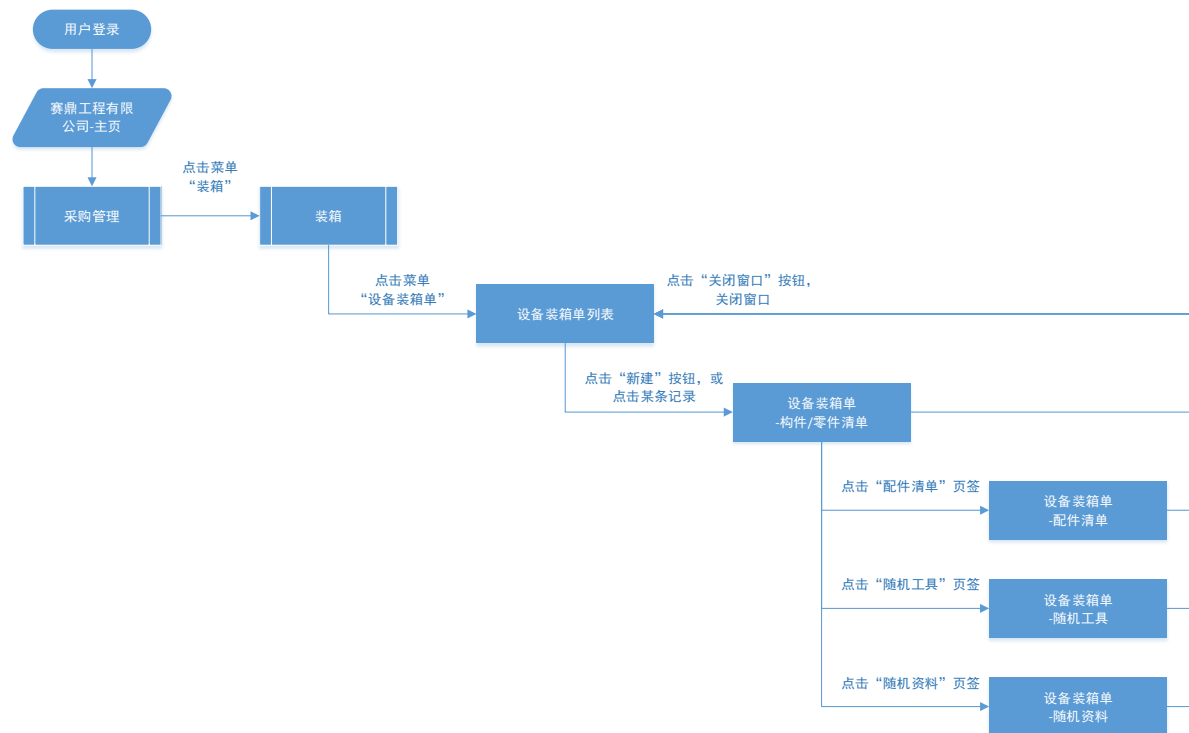 用户登录
赛鼎工程有限
公司-主页
点击菜单
“装箱”
采购管理
装箱
点击菜单
“设备装箱单”
点击“关闭窗口”按钮，
关闭窗口
设备装箱单列表
点击“新建”按钮，或
点击某条记录
设备装箱单
-构件/零件清单
点击“配件清单”页签
设备装箱单
-配件清单
点击“随机工具”页签
设备装箱单
-随机工具
点击“随机资料”页签
设备装箱单
-随机资料